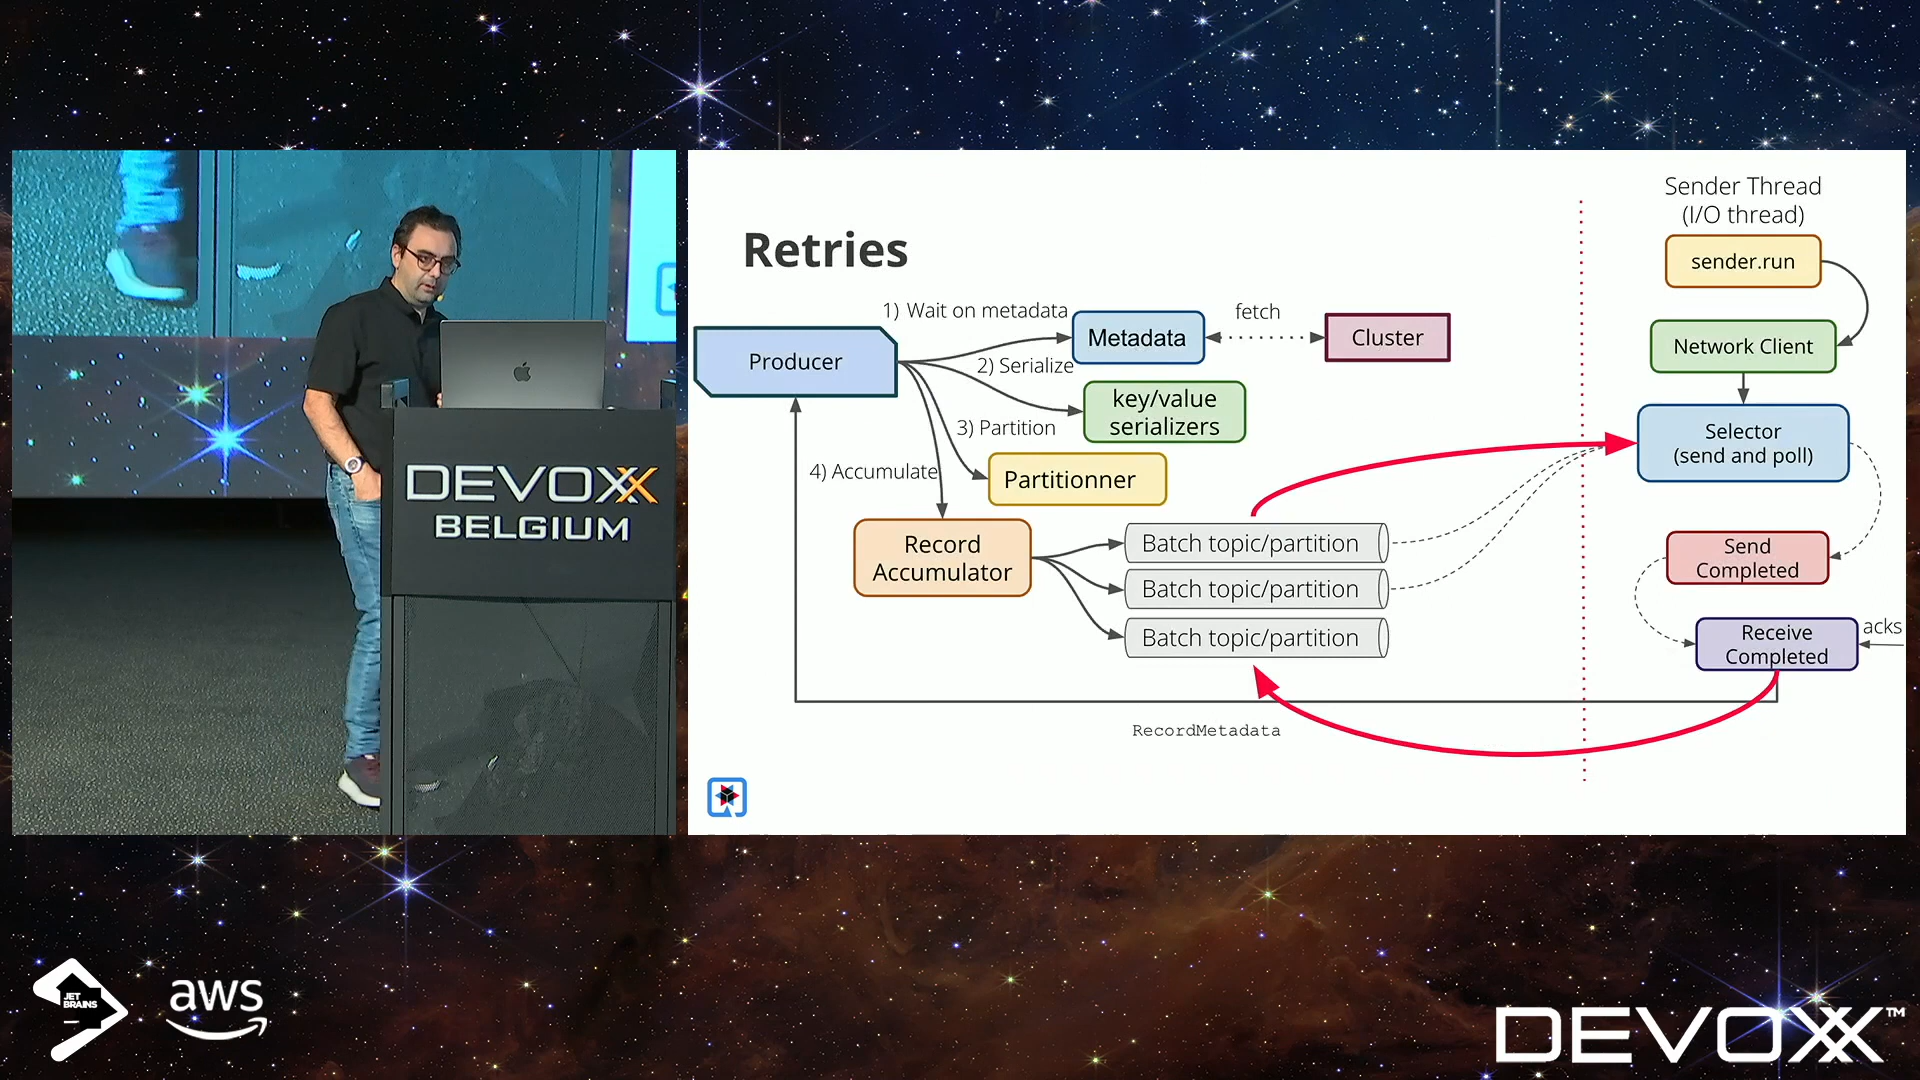 Retries
Sender Thread
(I/O thread)
sender.run
1) Wait on metadata
Metadata
fetch
Cluster
Network Client
Producer
2) Serialize
key/value
serializers
3) Partition
Selector
(send and poll)
4) Accumulate
Partitionner
Record
Accumulator
Batch topic/partition
Batch topic/partition
Batch topic/partition
Send
Completed
Receive
Completed
acks
RecordMetadata
DEVOXX
BELGIUM
JET
BRAINS
aws
DEVOXX™